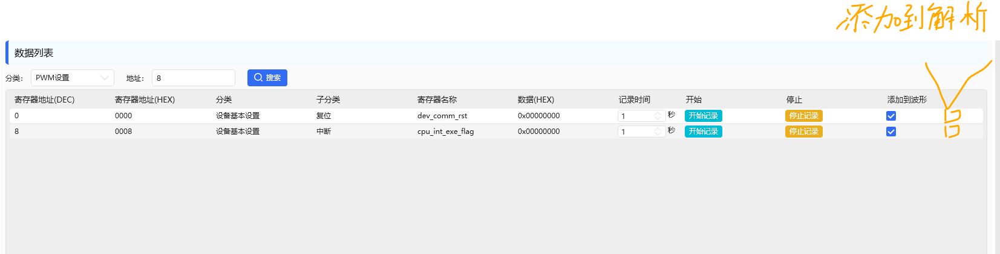 添加到解析
数据列表
分类: PWM设置 地址: 8 搜索
寄存器地址(DEC) 寄存器地址(HEX) 分类 子分类 寄存器名称 数据(HEX) 记录时间 开始 停止 添加到波形
0 0000 设备基本设置 复位 dev_comm_rst 0x00000000 1 秒 开始记录 停止记录
8 0008 设备基本设置 中断 cpu_int_exe_flag 0x00000000 1 秒 开始记录 停止记录